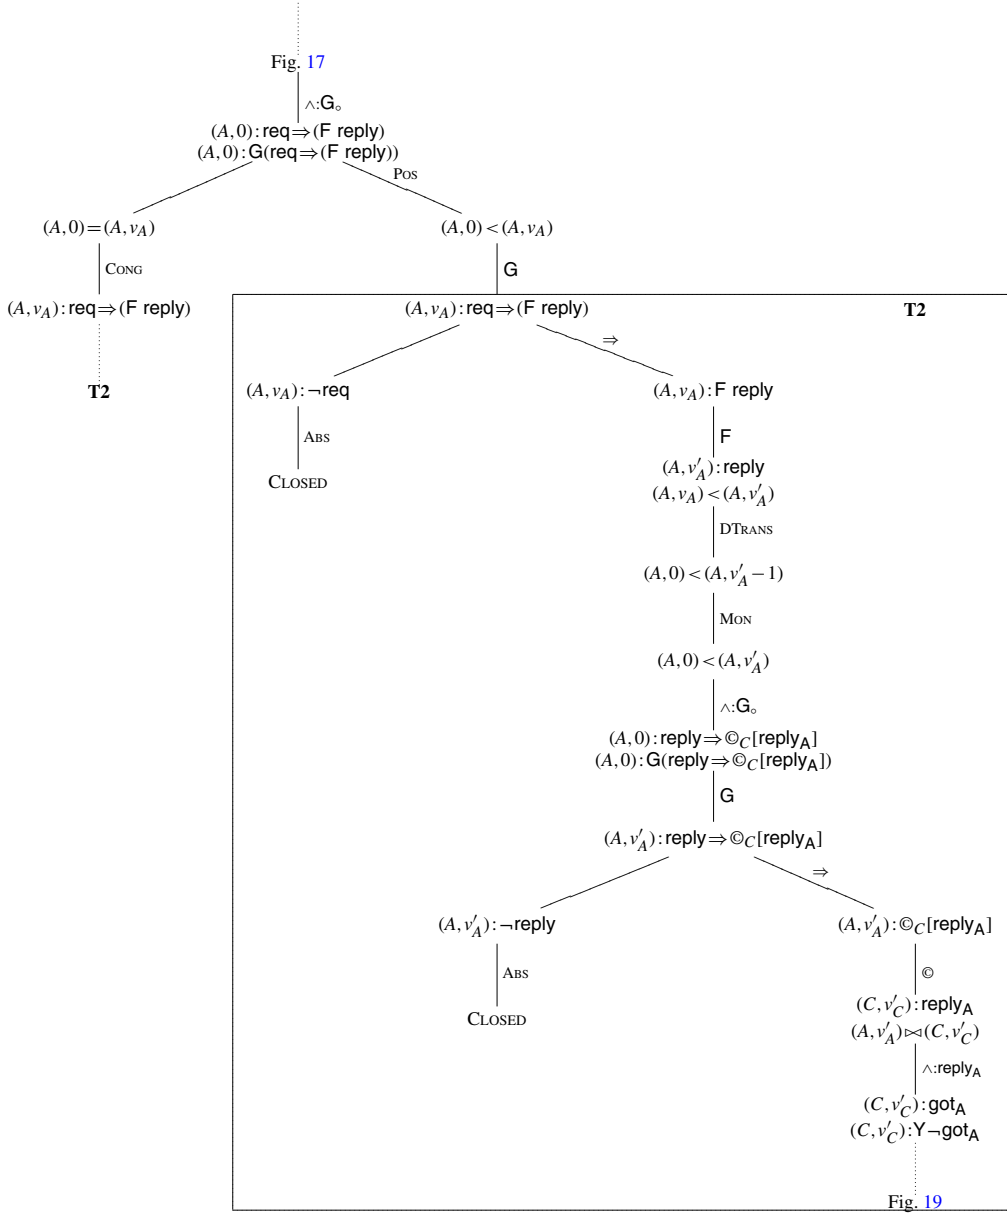 Fig. 17
∧:G∘
(A,0):req⇒(F reply)
(A,0):G(req⇒(F reply))
Pos
(A,0)=(A,v_A)
(A,0)<(A,v_A)
Cong
G
(A,v_A):req⇒(F reply)
(A,v_A):req⇒(F reply)
T2
⇒
T2
(A,v_A):¬req
(A,v_A):F reply
Abs
F
Closed
(A,v′_A):reply
(A,v_A)<(A,v′_A)
DTrans
(A,0)<(A,v′_A−1)
Mon
(A,0)<(A,v′_A)
∧:G∘
(A,0):reply⇒©_C[reply_A]
(A,0):G(reply⇒©_C[reply_A])
G
(A,v′_A):reply⇒©_C[reply_A]
⇒
(A,v′_A):¬reply
(A,v′_A):©_C[reply_A]
Abs
©
Closed
(C,v′_C):reply_A
(A,v′_A)⋈(C,v′_C)
∧:reply_A
(C,v′_C):got_A
(C,v′_C):Y¬got_A
Fig. 19